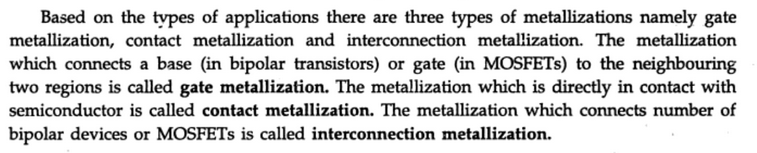 Based on the types of applications there are three types of metallizations namely gate
metallization, contact metallization and interconnection metallization. The metallization
which connects a base (in bipolar transistors) or gate (in MOSFETs) to the neighbouring
two regions is called gate metallization. The metallization which is directly in contact with
semiconductor is called contact metallization. The metallization which connects number of
bipolar devices or MOSFETs is called interconnection metallization.